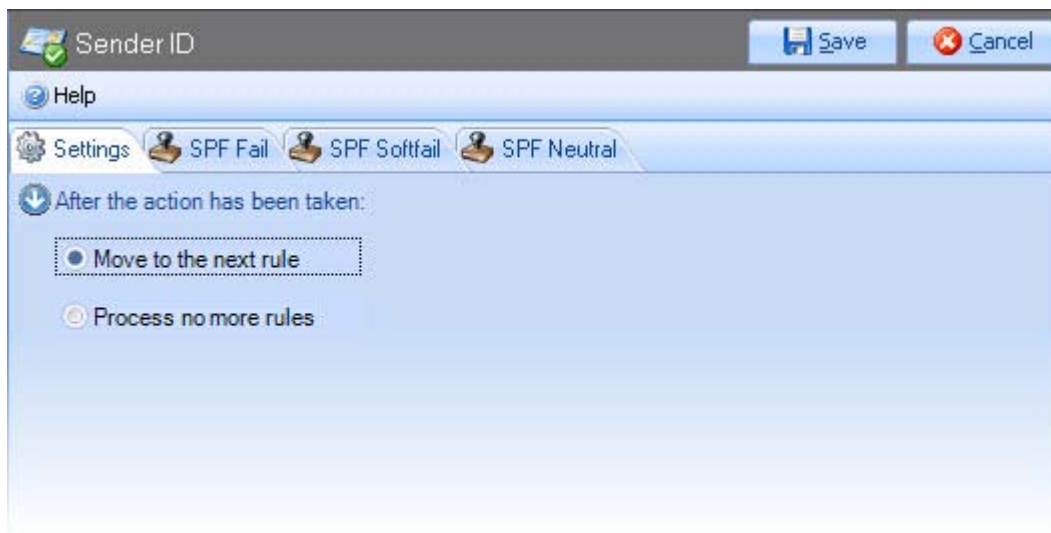 Sender ID Save Cancel
Help
Settings SPF Fail SPF Softfail SPF Neutral
After the action has been taken:
Move to the next rule
Process no more rules